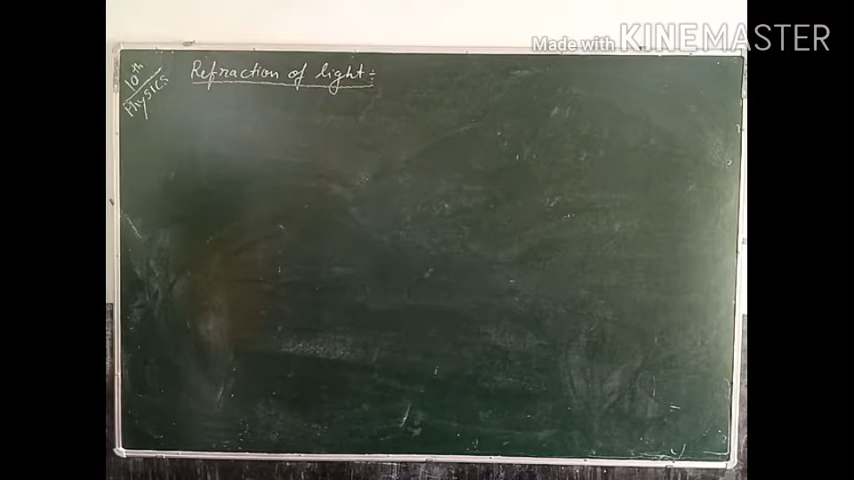 Made with KINEMASTER
10th
Physics
Refraction of light :-